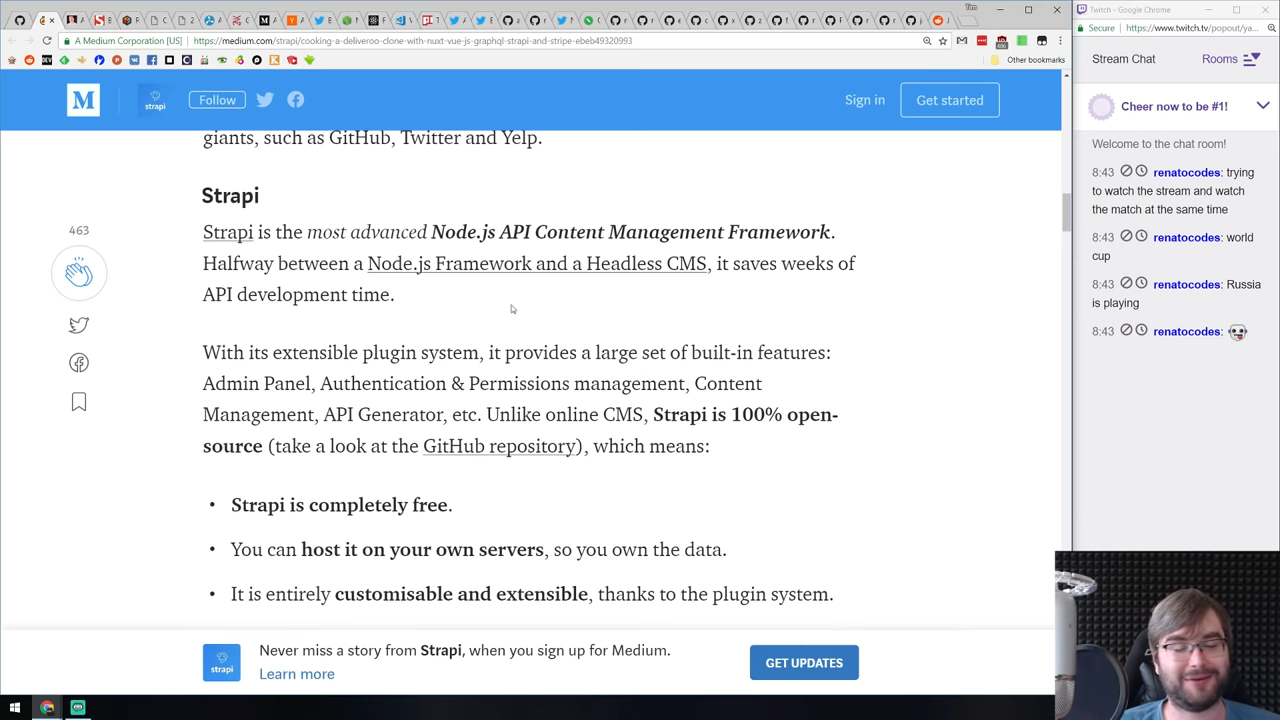 Tim
Twitch - Google Chrome
A Medium Corporation [US]
https://medium.com/strapi/cooking-a-deliveroo-clone-with-nuxt-vue-js-graphql-strapi-and-stripe-ebeb49320993
Secure
https://www.twitch.tv/popout/ya...
Other bookmarks
M
strapi
Follow
Sign in
Get started
giants, such as GitHub, Twitter and Yelp.
Strapi
Strapi is the most advanced Node.js API Content Management Framework.
Halfway between a Node.js Framework and a Headless CMS, it saves weeks of
API development time.
463
With its extensible plugin system, it provides a large set of built-in features:
Admin Panel, Authentication & Permissions management, Content
Management, API Generator, etc. Unlike online CMS, Strapi is 100% open-
source (take a look at the GitHub repository), which means:
• Strapi is completely free.
• You can host it on your own servers, so you own the data.
• It is entirely customisable and extensible, thanks to the plugin system.
strapi
Never miss a story from Strapi, when you sign up for Medium.
Learn more
GET UPDATES
Stream Chat
Rooms
Cheer now to be #1!
Welcome to the chat room!
8:43 renatocodes: trying
to watch the stream and watch
the match at the same time
8:43 renatocodes: world
cup
8:43 renatocodes: Russia
is playing
8:43 renatocodes: